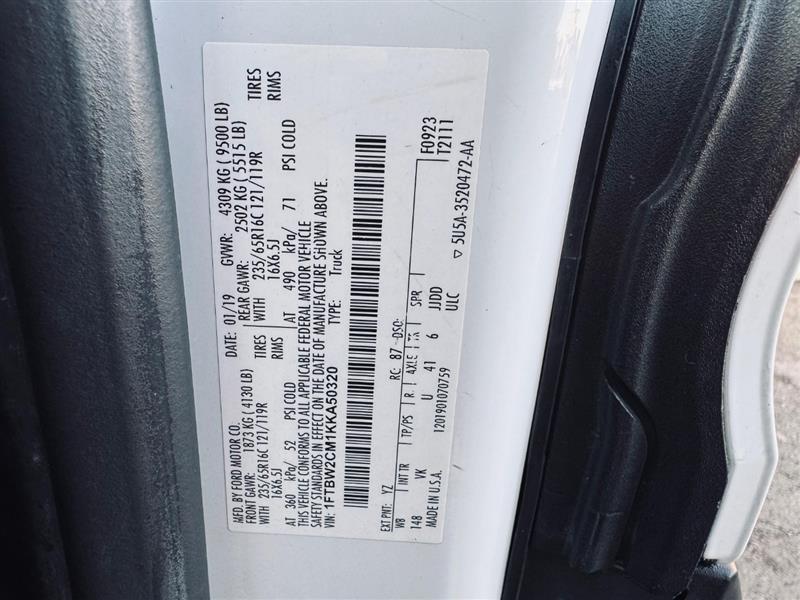 MFD. BY FORD MOTOR CO.
DATE: 01/19 GVWR: 4309 KG ( 9500 LB)
FRONT GAWR: 1873 KG ( 4130 LB) REAR GAWR: 2502 KG ( 5515 LB)
WITH 235/65R16C 121/119R TIRES WITH 235/65R16C 121/119R TIRES
16X6.5J RIMS 16X6.5J RIMS
AT 360 kPa/ 52 PSI COLD AT 490 kPa/ 71 PSI COLD
THIS VEHICLE CONFORMS TO ALL APPLICABLE FEDERAL MOTOR VEHICLE
SAFETY STANDARDS IN EFFECT ON THE DATE OF MANUFACTURE SHOWN ABOVE.
VIN: 1FTBW2CM1KKA50320 TYPE: Truck
F0923
T2111
EXT PNT: YZ RC: 87 DSO:
WB INT TR TP/PS R AXLE SPR
148 VK U 41 6 JJDD
MADE IN U.S.A. 1201901070759 ULC
5U5A-3520472-AA